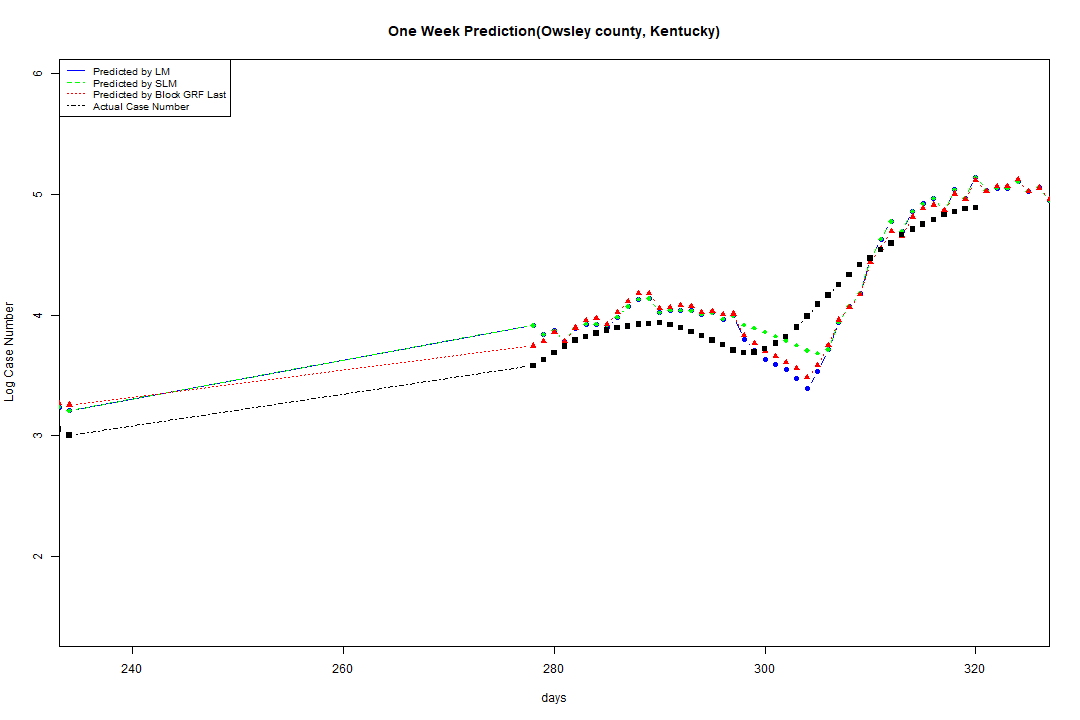 One Week Prediction(Owsley county, Kentucky)
Predicted by LM
Predicted by SLM
Predicted by Block GRF Last
Actual Case Number
6
5
4
3
2
Log Case Number
240
260
280
300
320
days